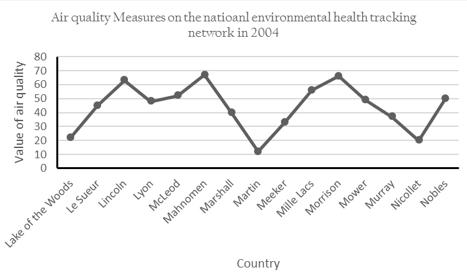 Air quality Measures on the natioanl environmental health tracking
network in 2004
Value of air quality
80
70
60
50
40
30
20
10
0
Lake of the Woods
Le Sueur
Lincoln
Lyon
McLeod
Mahnomen
Marshall
Martin
Meeker
Mille Lacs
Morrison
Mower
Murray
Nicollet
Nobles
Country